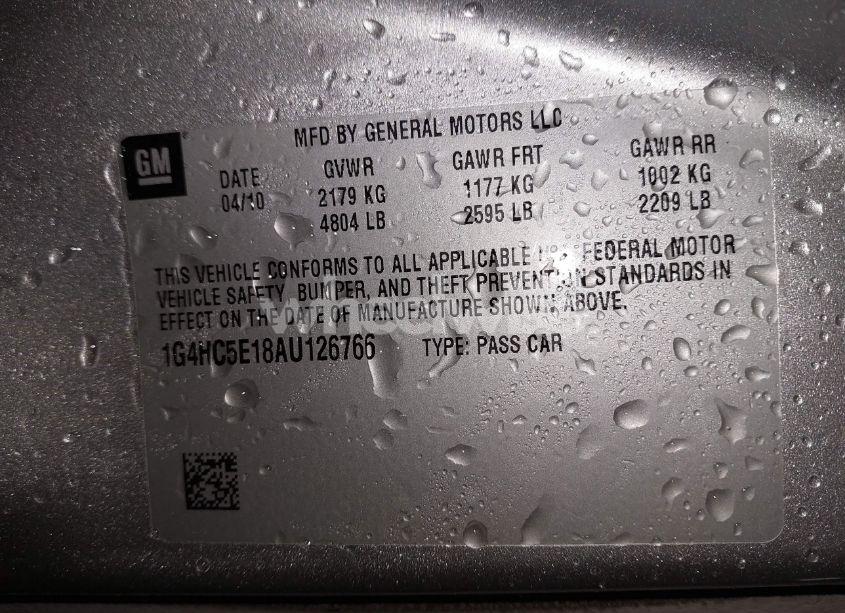 MFD BY GENERAL MOTORS LLC
GM
DATE GVWR GAWR FRT GAWR RR
04/10 2179 KG 1177 KG 1002 KG
4804 LB 2595 LB 2209 LB
THIS VEHICLE CONFORMS TO ALL APPLICABLE FEDERAL MOTOR
VEHICLE SAFETY, BUMPER, AND THEFT PREVENTION STANDARDS IN
EFFECT ON THE DATE OF MANUFACTURE SHOWN ABOVE.
1G4HC5E18AU126766 TYPE: PASS CAR